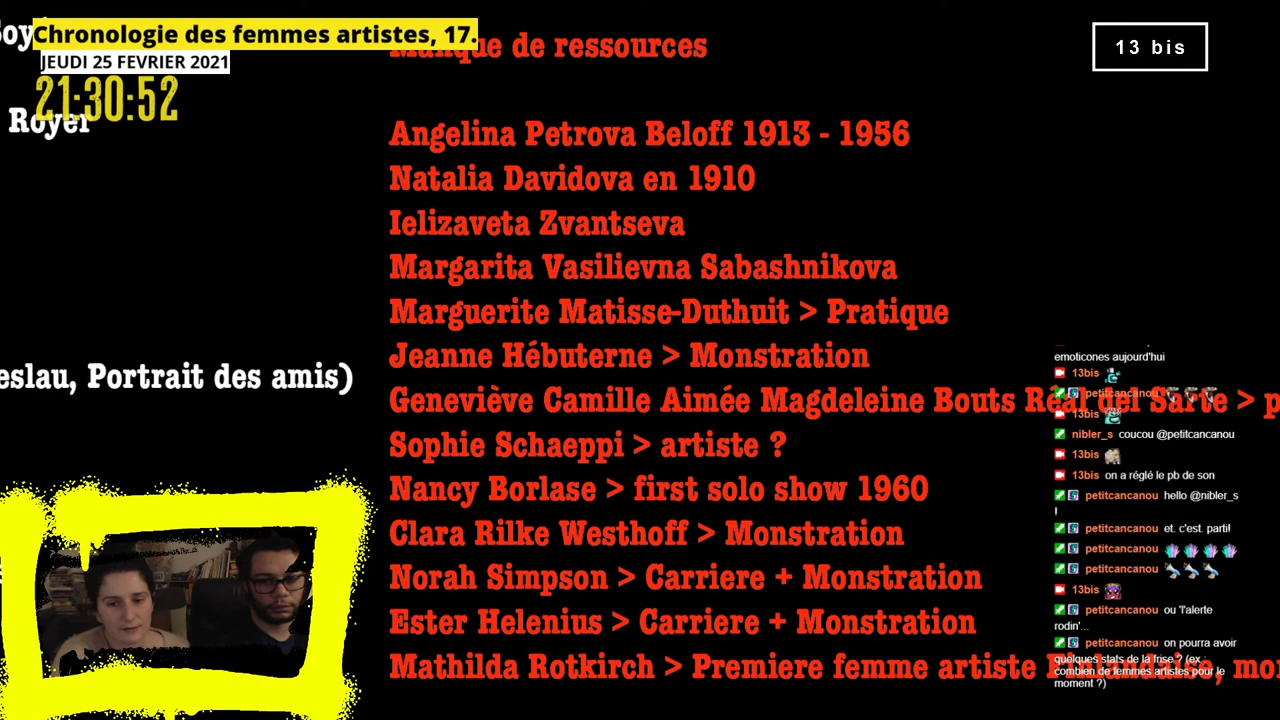 Chronologie des femmes artistes, 17.
JEUDI 25 FEVRIER 2021
21:30:52
Royer
eslau, Portrait des amis)
13 bis
de ressources
Angelina Petrova Beloff 1913 - 1956
Natalia Davidova en 1910
Ielizaveta Zvantseva
Margarita Vasilievna Sabashnikova
Marguerite Matisse-Duthuit > Pratique
Jeanne Hébuterne > Monstration
Geneviève Camille Aimée Magdeleine Bouts Réal del Sarte > p
Sophie Schaeppi > artiste ?
Nancy Borlase > first solo show 1960
Clara Rilke Westhoff > Monstration
Norah Simpson > Carriere + Monstration
Ester Helenius > Carriere + Monstration
Mathilda Rotkirch > Premiere femme artiste
emoticones aujourd'hui
13bis
petitcancanou
13bis
nibler_s coucou @petitcancanou
13bis
13bis on a réglé le pb de son
petitcancanou hello @nibler_s
!
petitcancanou et. c'est. parti!
petitcancanou
petitcancanou
13bis
petitcancanou ou 'l'alerte
rodin'...
petitcancanou on pourra avoir
quelques stats de la frise ? (ex
combien de femmes artistes pour le
moment ?)